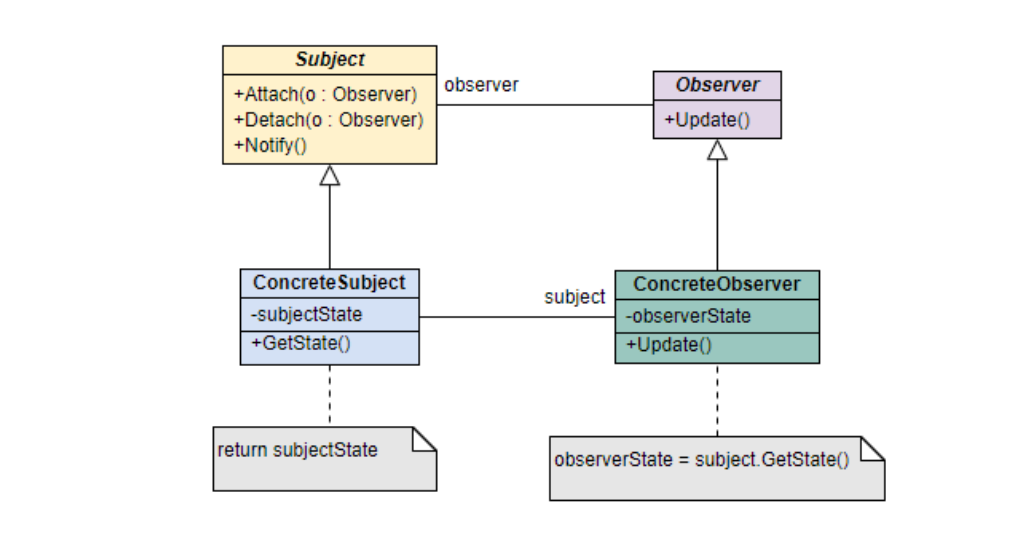 Subject
+Attach(o : Observer)
+Detach(o : Observer)
+Notify()
observer
Observer
+Update()
ConcreteSubject
-subjectState
+GetState()
subject
ConcreteObserver
-observerState
+Update()
return subjectState
observerState = subject.GetState()